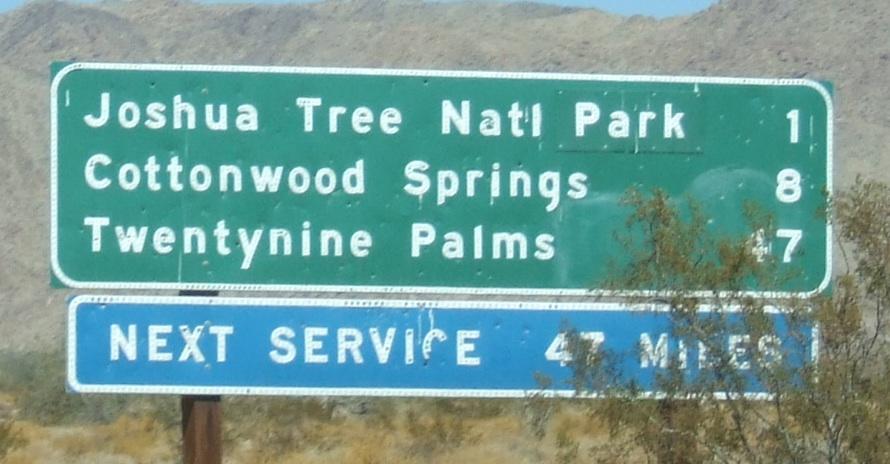 Joshua Tree Natl Park 1
Cottonwood Springs 8
Twentynine Palms 47
NEXT SERVICE 47 MILES